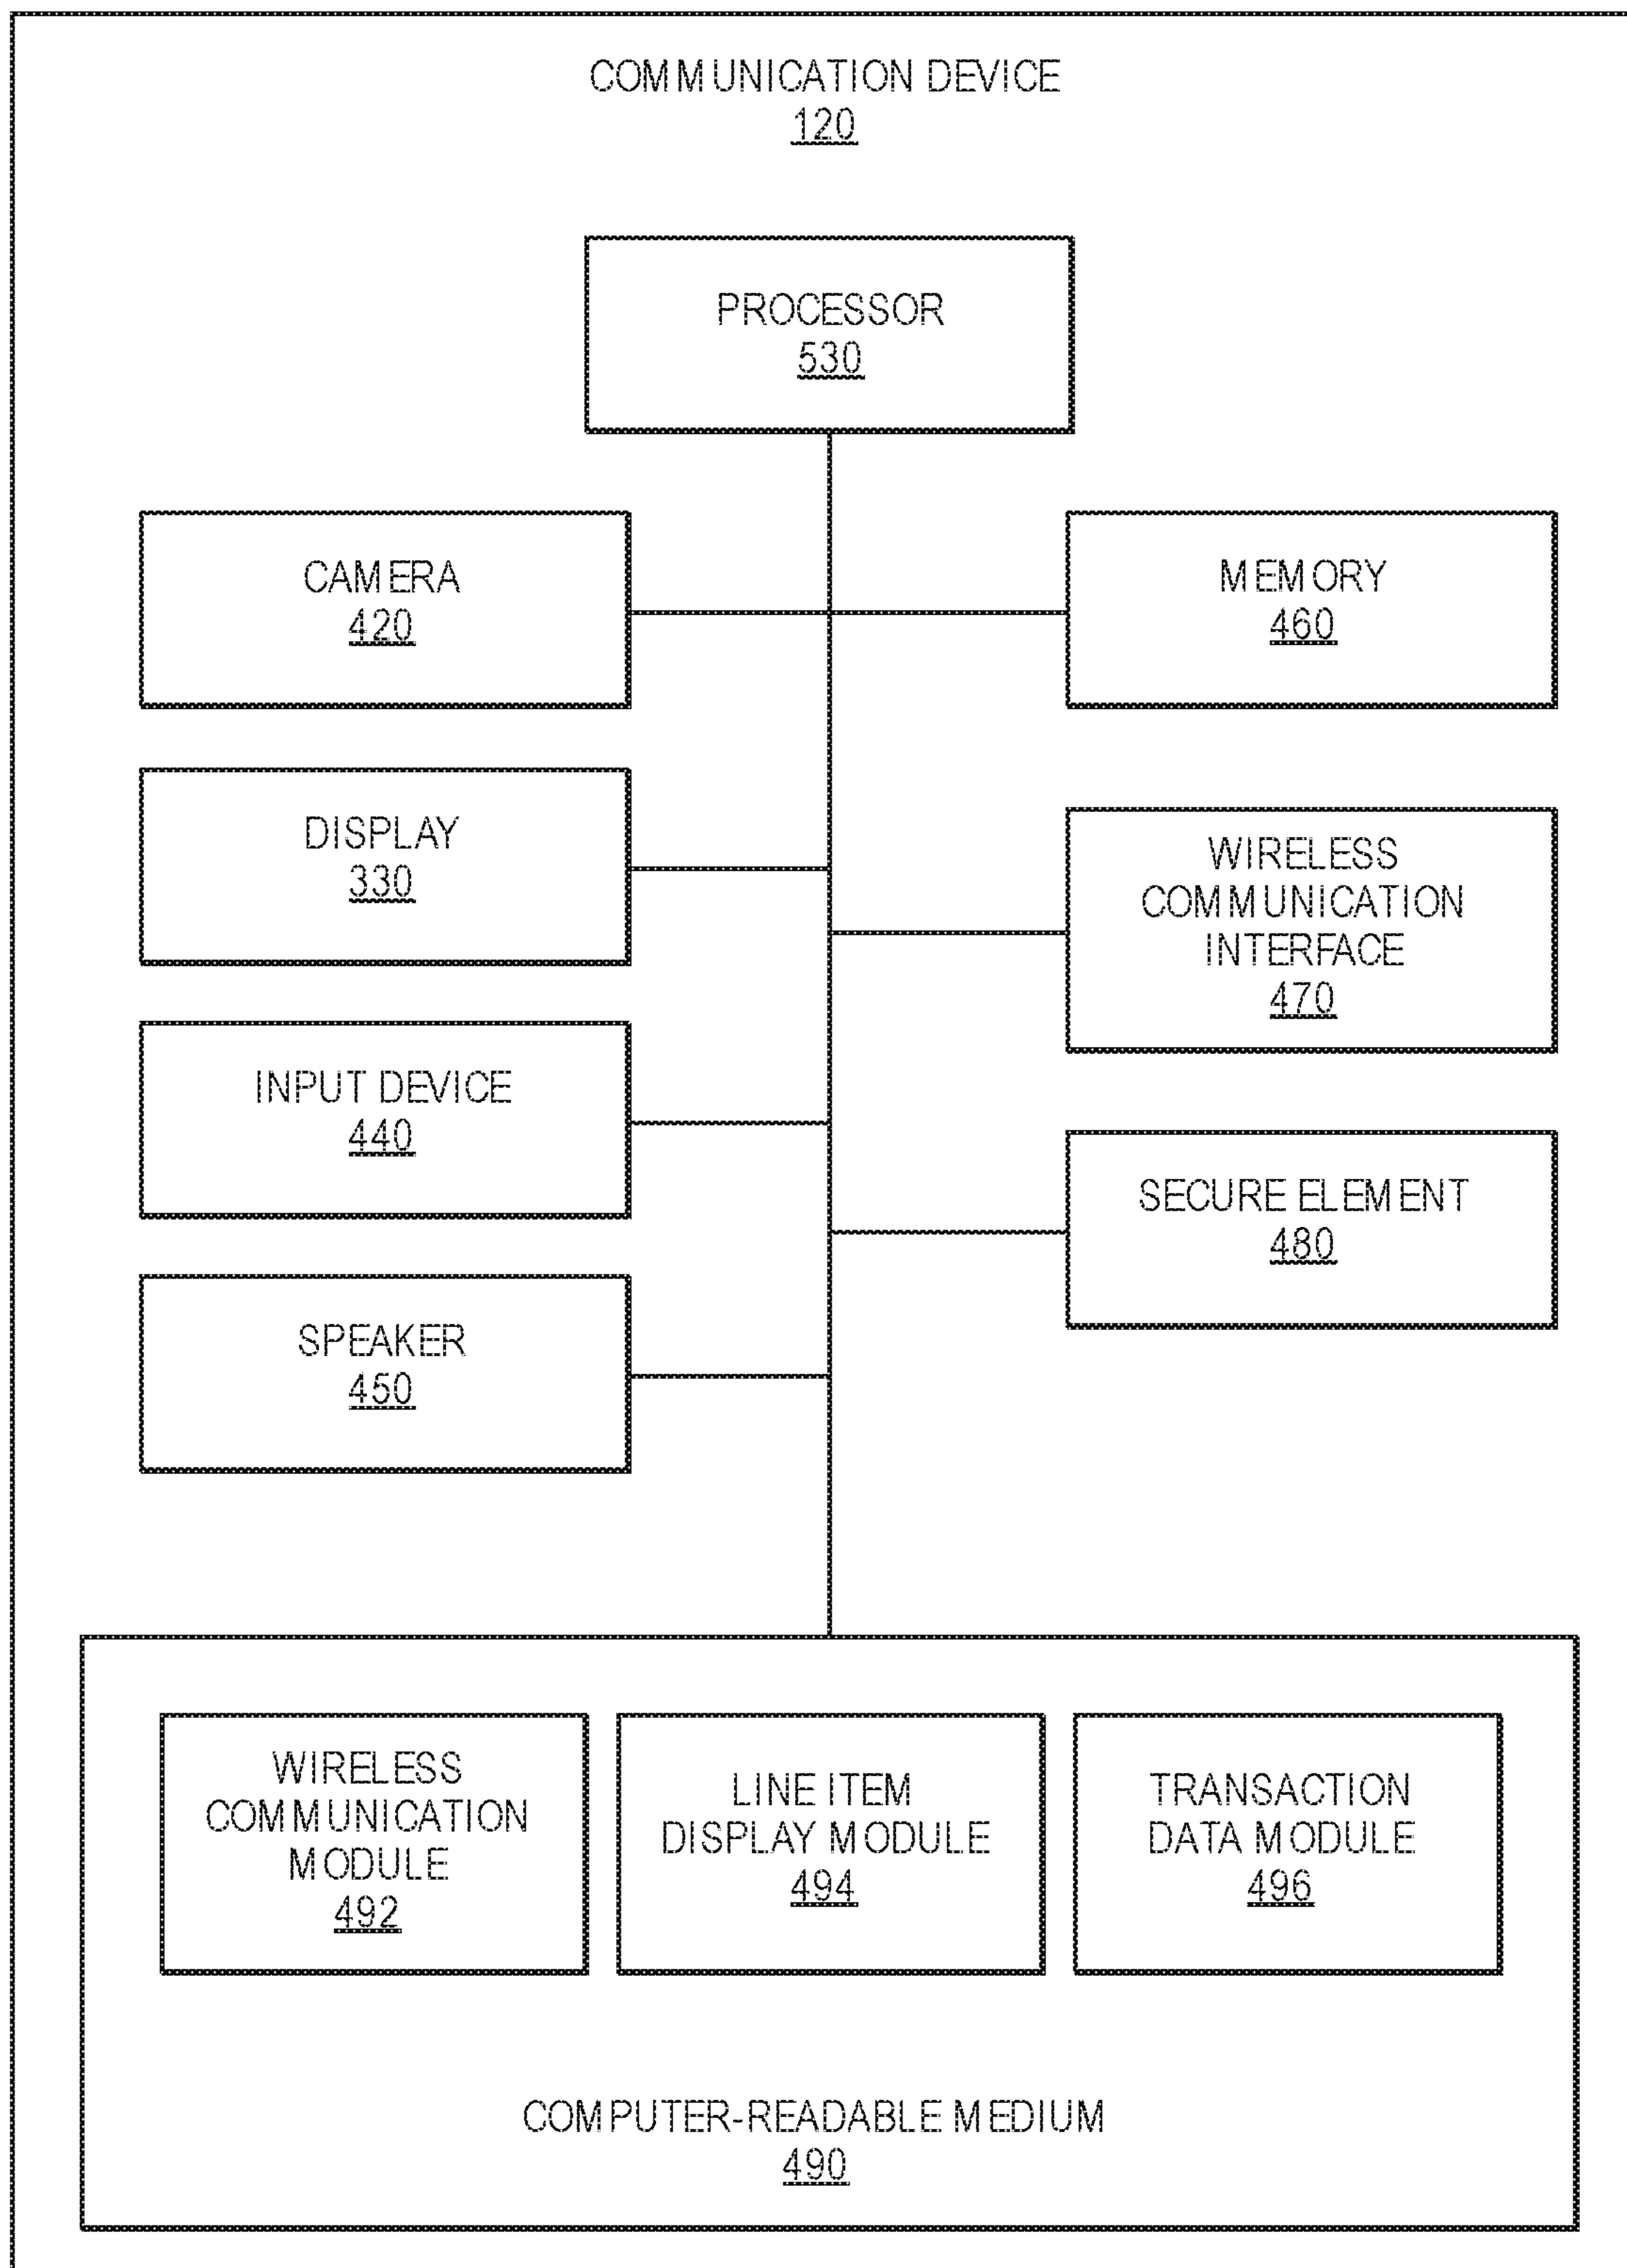 COMMUNICATION DEVICE
120
PROCESSOR
530
CAMERA
420
MEMORY
460
DISPLAY
330
WIRELESS
COMMUNICATION
INTERFACE
470
INPUT DEVICE
440
SECURE ELEMENT
480
SPEAKER
450
WIRELESS
COMMUNICATION
MODULE
492
LINE ITEM
DISPLAY MODULE
494
TRANSACTION
DATA MODULE
496
COMPUTER-READABLE MEDIUM
490